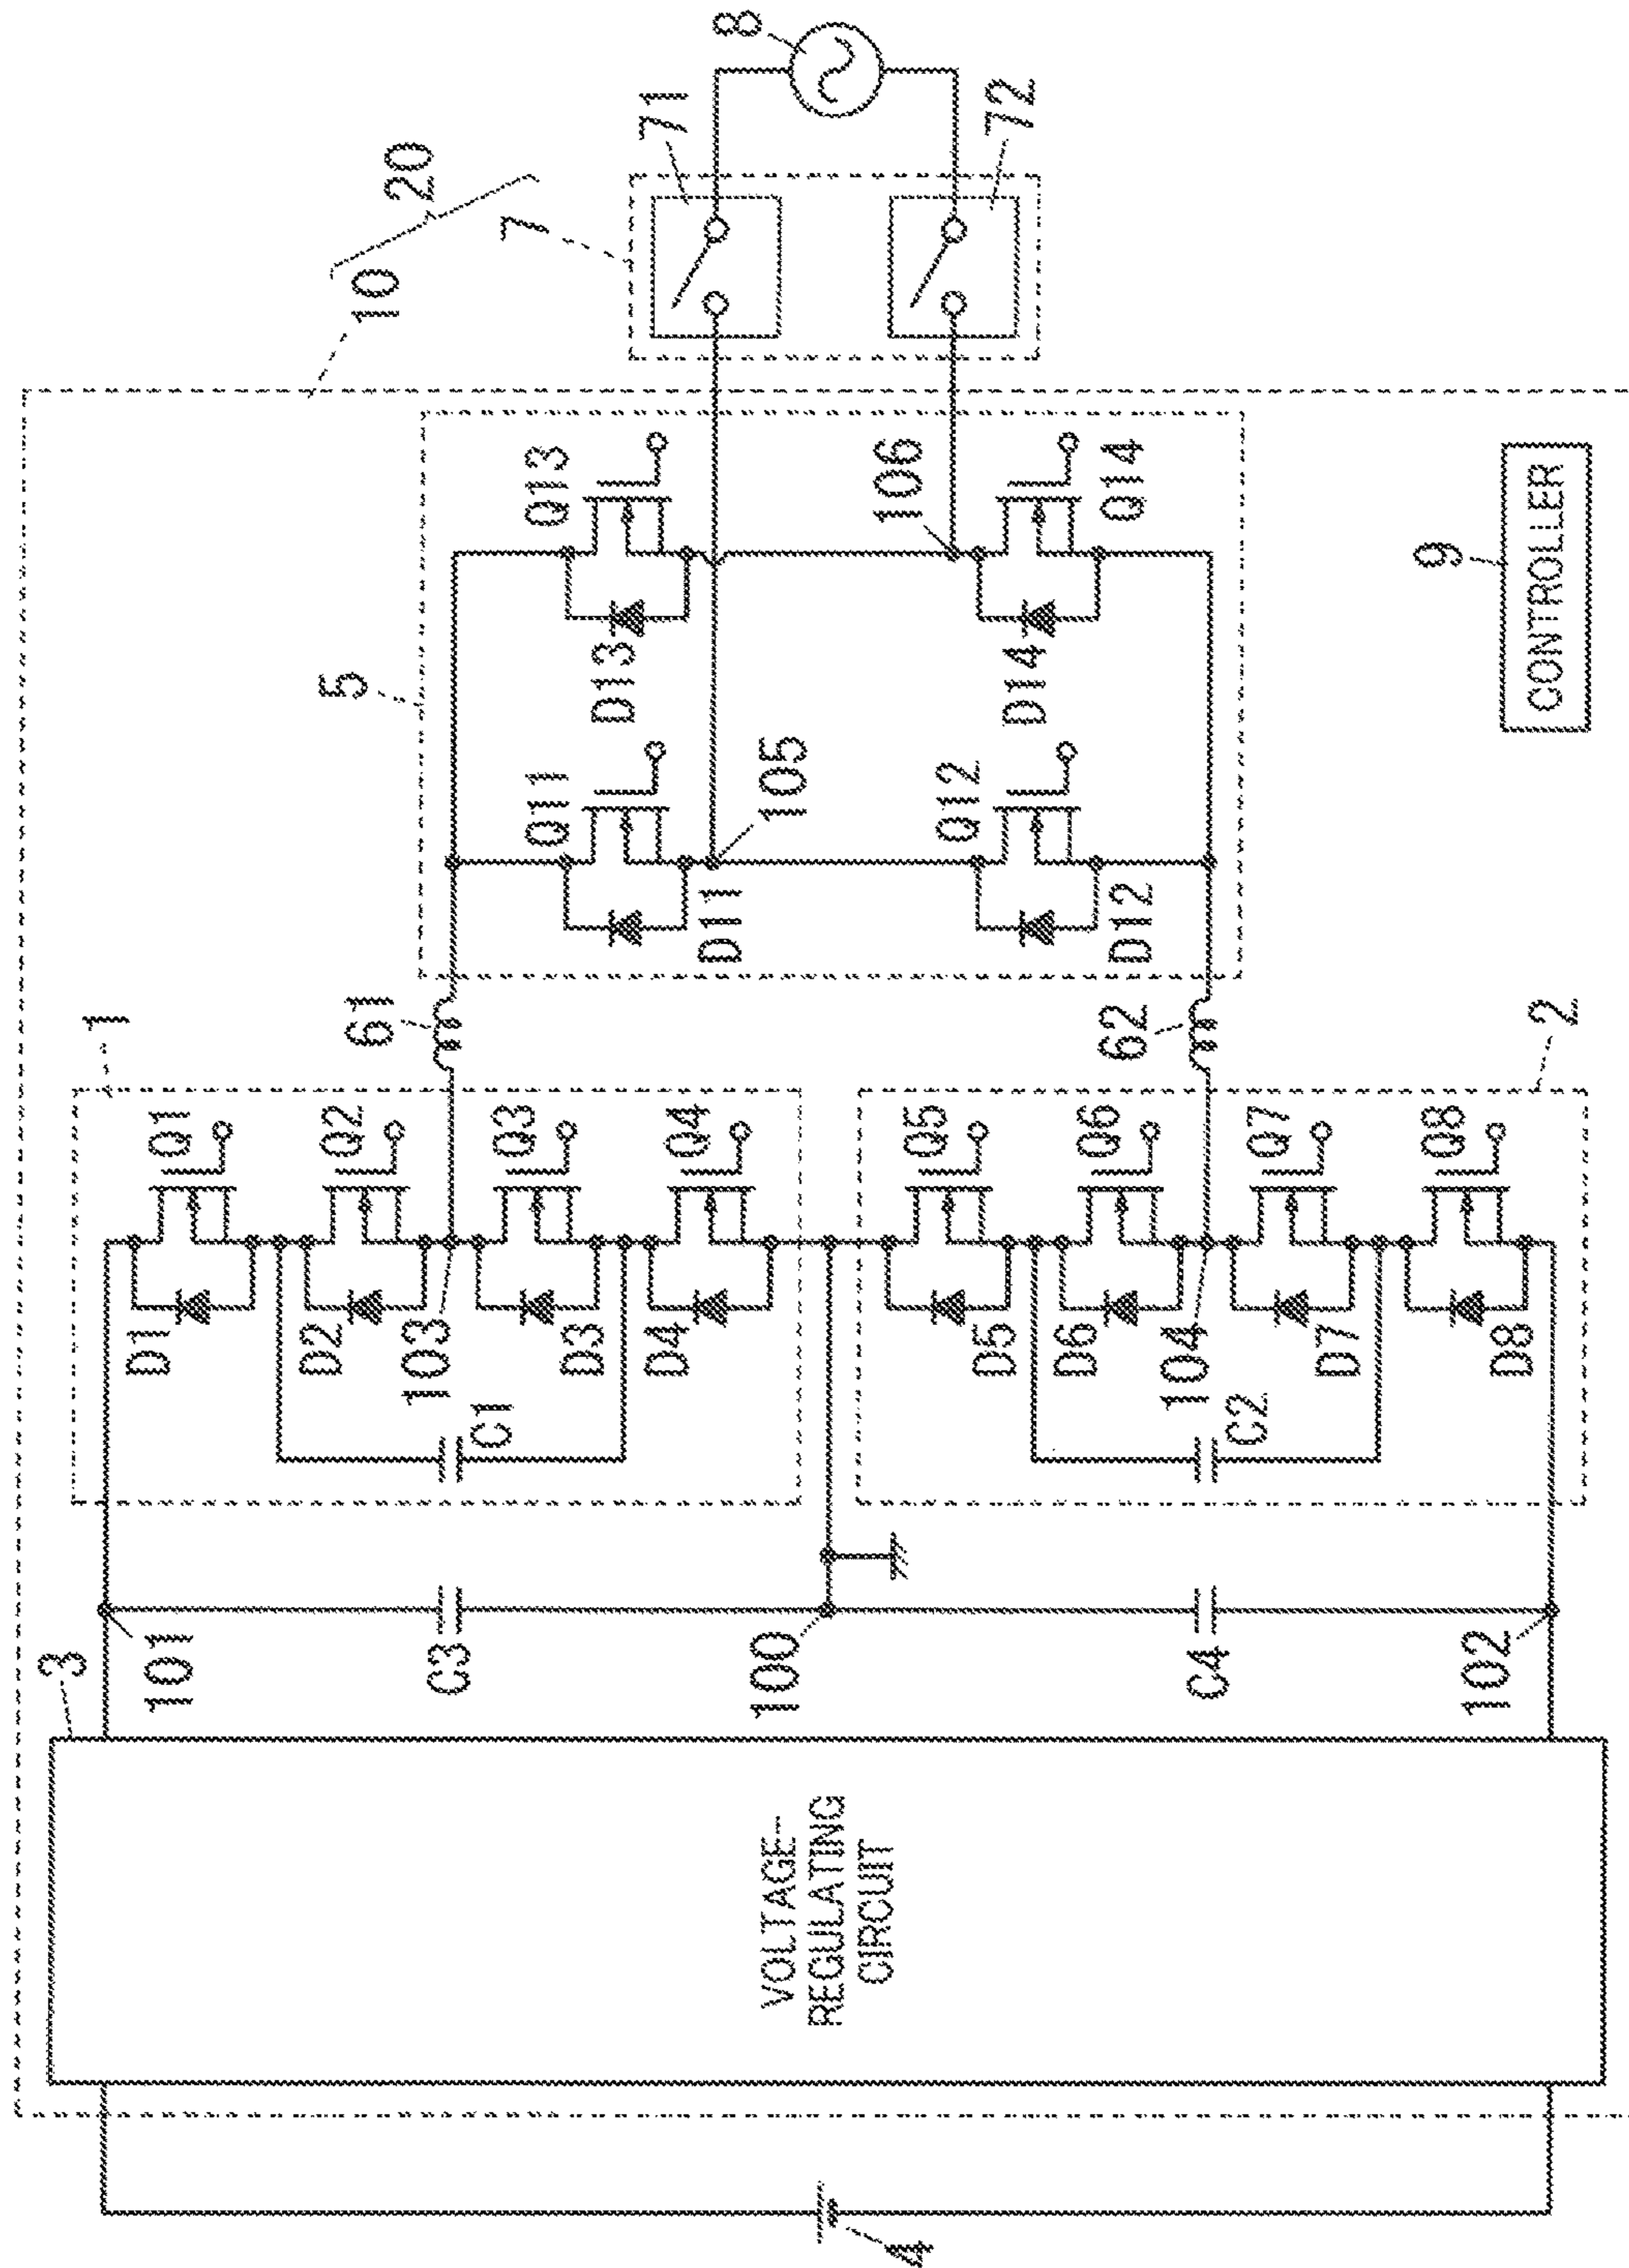 20
10
7
71
8
72
5
Q13
D13
106
Q14
D14
Q11
D11
105
Q12
D12
9
CONTROLLER
61
62
1
Q1
D1
Q2
D2
103
Q3
D3
Q4
D4
C1
2
Q5
D5
Q6
D6
104
Q7
D7
Q8
D8
C2
3
101
C3
100
C4
102
VOLTAGE-
REGULATING
CIRCUIT
4